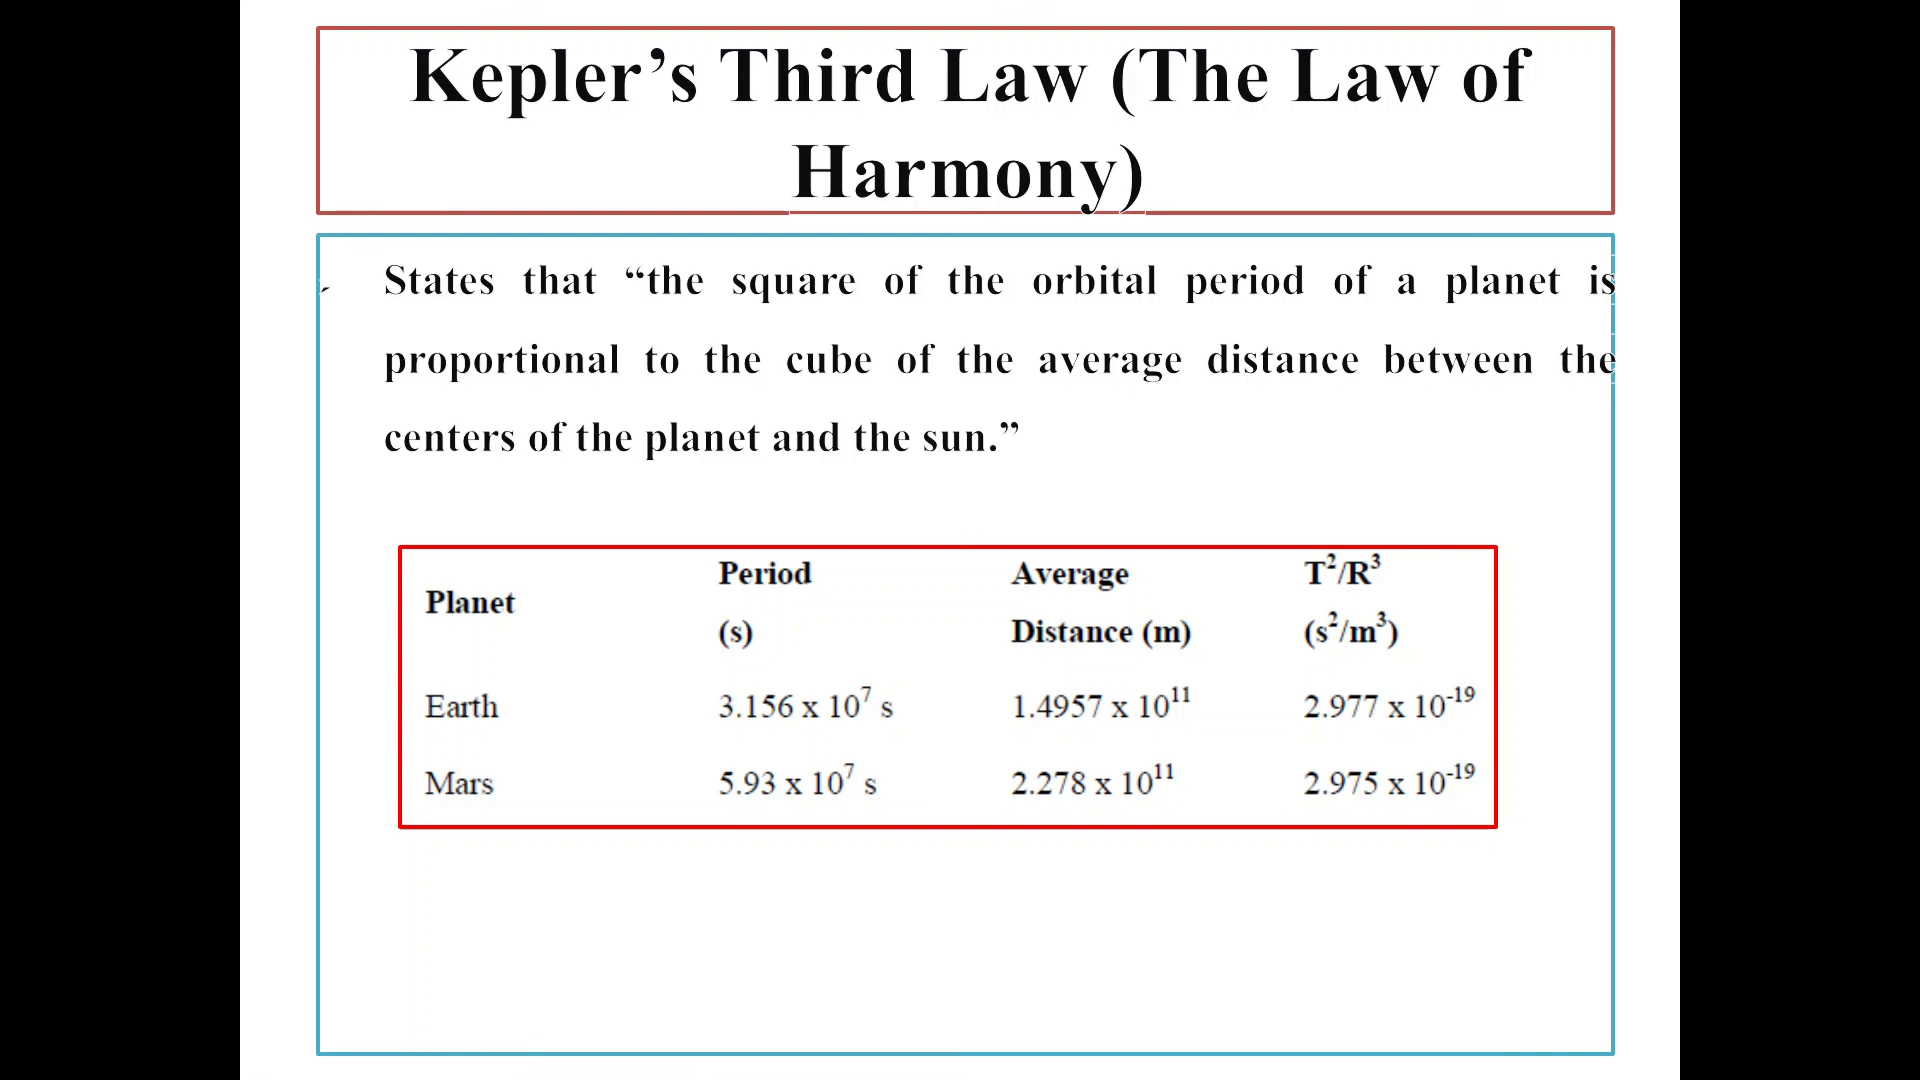 Kepler’s Third Law (The Law of
Harmony)
States that “the square of the orbital period of a planet is
proportional to the cube of the average distance between the
centers of the planet and the sun.”
Planet Period (s) Average Distance (m) T²/R³ (s²/m³)
Earth 3.156 x 10⁷ s 1.4957 x 10¹¹ 2.977 x 10⁻¹⁹
Mars 5.93 x 10⁷ s 2.278 x 10¹¹ 2.975 x 10⁻¹⁹